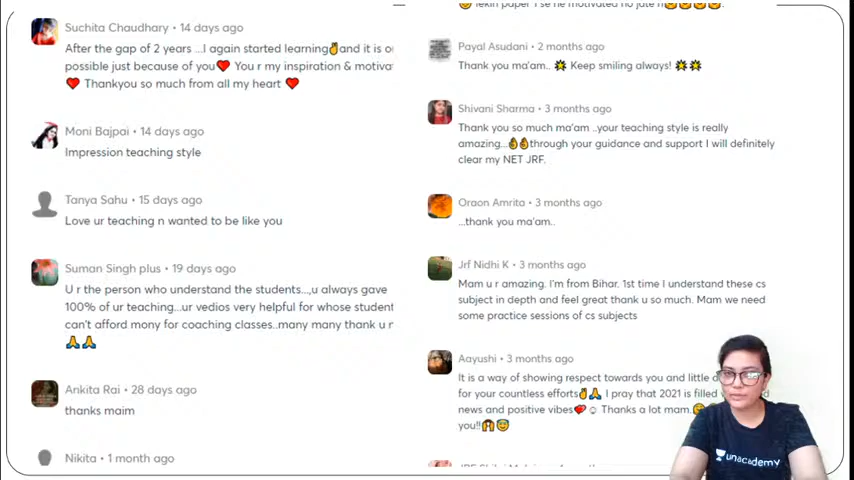 Suchita Chaudhary • 14 days ago
After the gap of 2 years ...I again started learning✌and it is
possible just because of you❤ You r my inspiration &
❤ Thankyou so much from all my heart ❤
Moni Bajpai • 14 days ago
Impression teaching style
Tanya Sahu • 15 days ago
Love ur teaching n wanted to be like you
Suman Singh plus • 19 days ago
U r the person who understand the students...,u always gave
100% of ur teaching...ur vedios very helpful for whose student
can't afford mony for coaching classes..many many thank u
🙏🙏
Ankita Rai • 28 days ago
thanks maim
Nikita • 1 month ago
Payal Asudani • 2 months ago
Thank you ma'am.. Keep smiling always!
Shivani Sharma • 3 months ago
Thank you so much ma'am ..your teaching style is really
amazing...👌👌through your guidance and support I will definitely
clear my NET JRF.
Oraon Amrita • 3 months ago
...thank you ma'am..
Jrf Nidhi K • 3 months ago
Mam u r amazing. I'm from Bihar. 1st time I understand these cs
subject in depth and feel great thank u so much. Mam we need
some practice sessions of cs subjects
Aayushi • 3 months ago
It is a way of showing respect towards you and little
for your countless efforts✌🙏 I pray that 2021 is filled
news and positive vibes❤☺ Thanks a lot mam.
you!!
unacademy